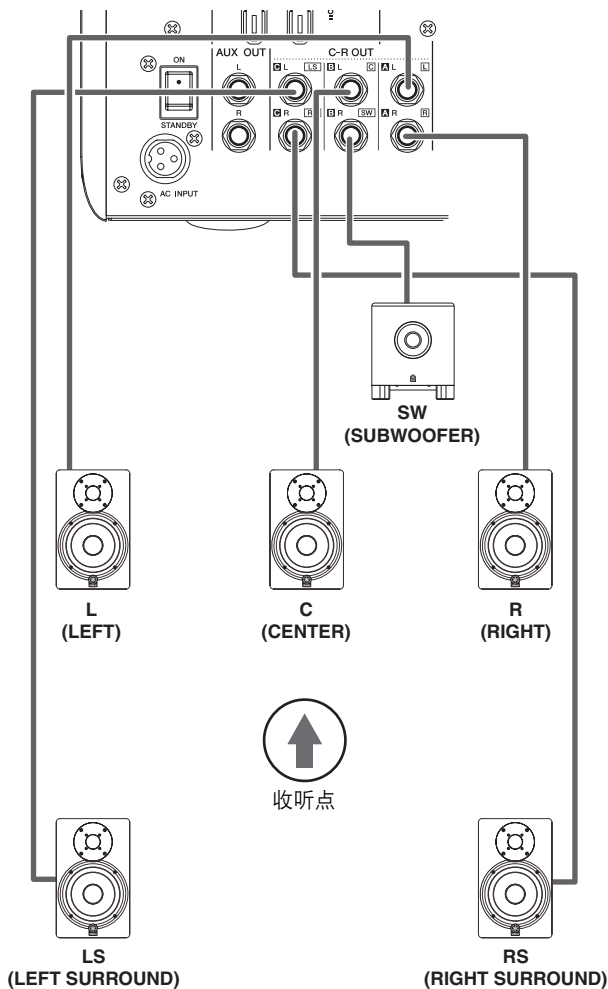 AUX OUT C-R OUT
ON
L C L LS B L C A L L
STANDBY
R C R B R SW A R R
AC INPUT
SW
(SUBWOOFER)
L
(LEFT)
C
(CENTER)
R
(RIGHT)
收听点
LS
(LEFT SURROUND)
RS
(RIGHT SURROUND)